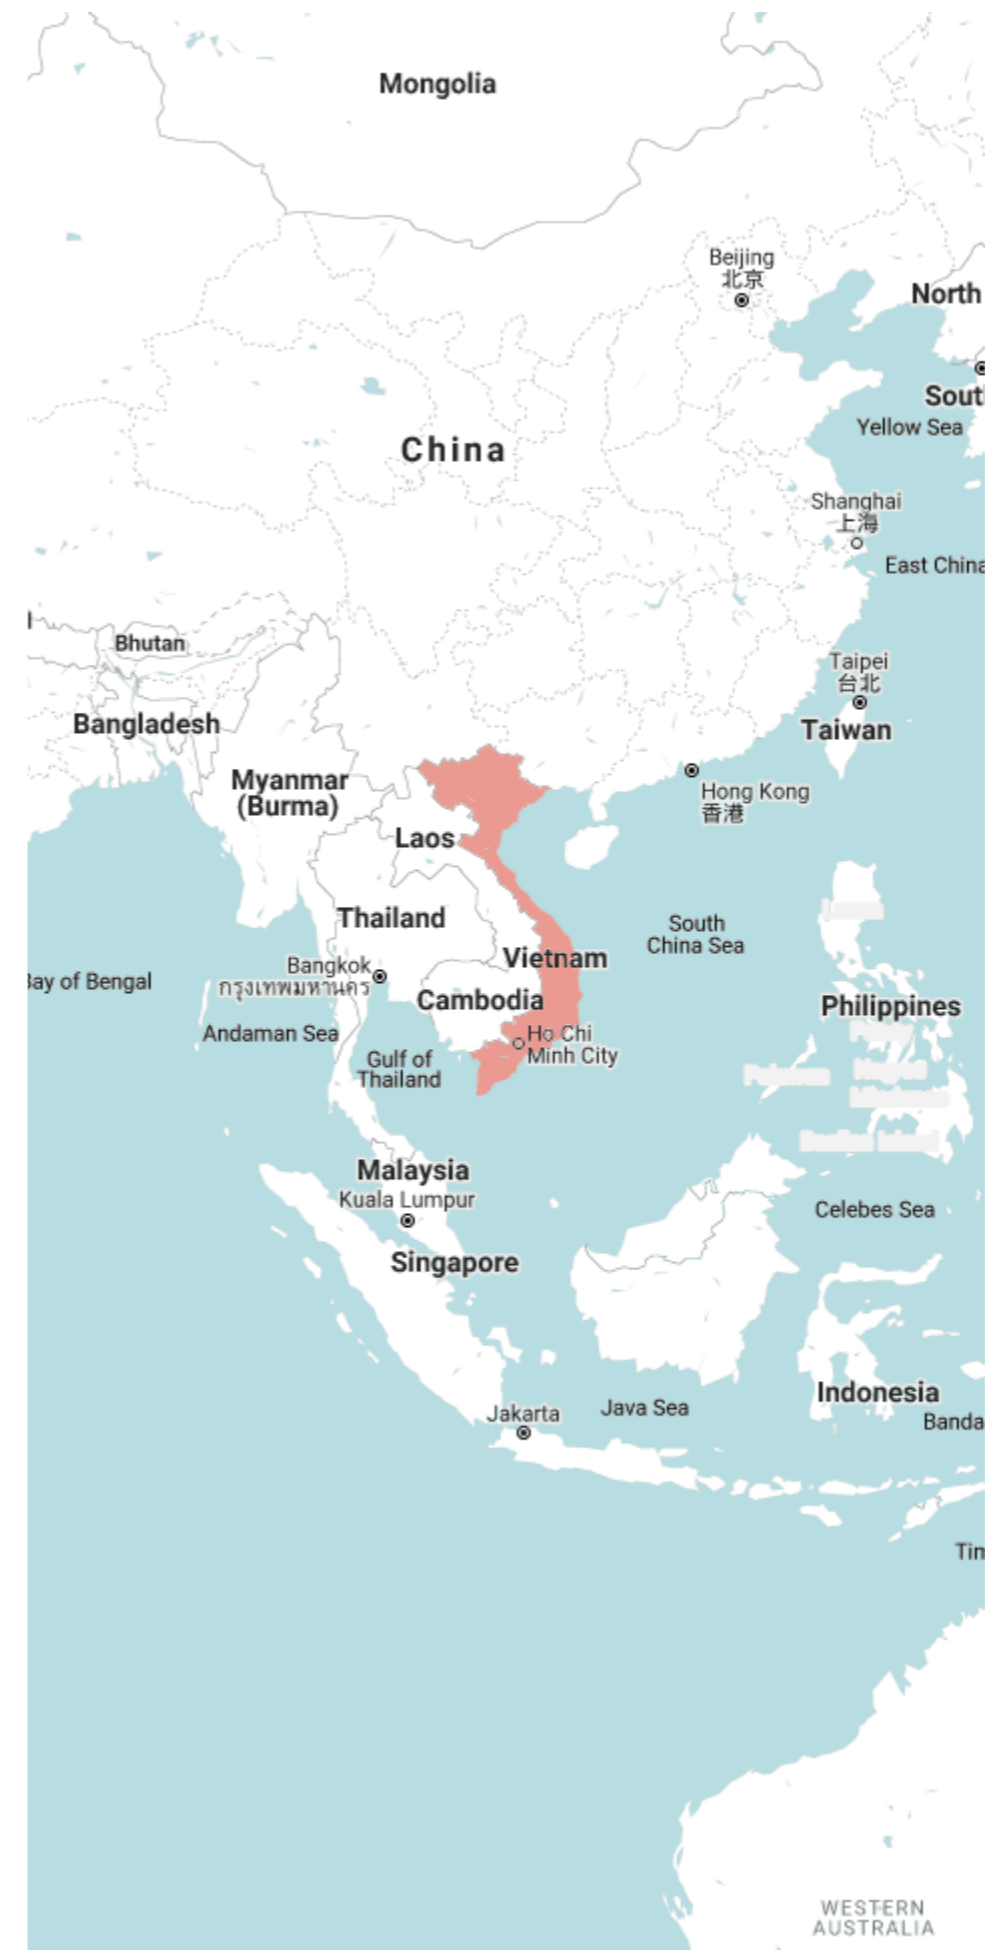 Mongolia
Beijing
北京
North
South
Yellow Sea
China
Shanghai
上海
East China
Bhutan
Taipei
台北
Bangladesh
Taiwan
Myanmar
(Burma)
Hong Kong
香港
Laos
Thailand
South
China Sea
Vietnam
Bangkok
กรุงเทพมหานคร
Bay of Bengal
Cambodia
Philippines
Andaman Sea
Ho Chi
Minh City
Gulf of
Thailand
Malaysia
Kuala Lumpur
Celebes Sea
Singapore
Indonesia
Java Sea
Jakarta
Banda
Tim
WESTERN
AUSTRALIA